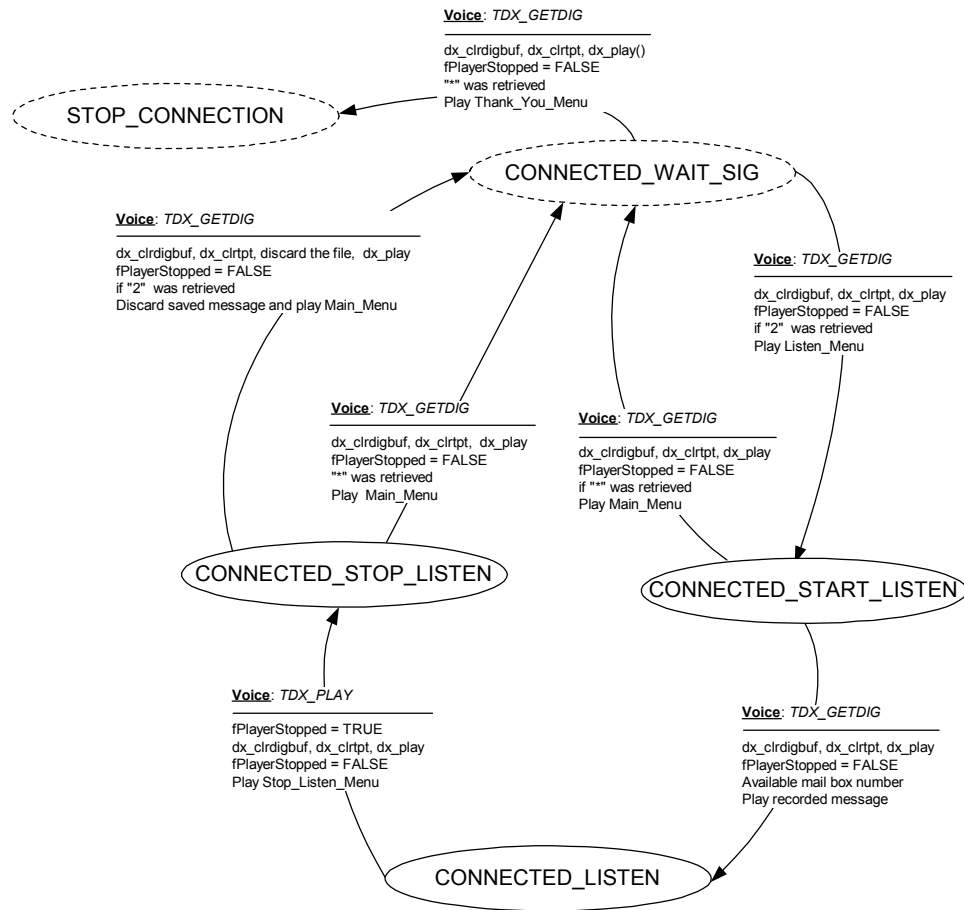 Voice: TDX_GETDIG
dx_clrdigbuf, dx_clrtpt, dx_play()
fPlayerStopped = FALSE
"*" was retrieved
Play Thank_You_Menu
STOP_CONNECTION
CONNECTED_WAIT_SIG
Voice: TDX_GETDIG
dx_clrdigbuf, dx_clrtpt, discard the file, dx_play
fPlayerStopped = FALSE
if "2" was retrieved
Discard saved message and play Main_Menu
Voice: TDX_GETDIG
dx_clrdigbuf, dx_clrtpt, dx_play
fPlayerStopped = FALSE
if "2" was retrieved
Play Listen_Menu
Voice: TDX_GETDIG
dx_clrdigbuf, dx_clrtpt, dx_play
fPlayerStopped = FALSE
"*" was retrieved
Play Main_Menu
Voice: TDX_GETDIG
dx_clrdigbuf, dx_clrtpt, dx_play
fPlayerStopped = FALSE
if "*" was retrieved
Play Main_Menu
CONNECTED_STOP_LISTEN
CONNECTED_START_LISTEN
Voice: TDX_PLAY
fPlayerStopped = TRUE
dx_clrdigbuf, dx_clrtpt, dx_play
fPlayerStopped = FALSE
Play Stop_Listen_Menu
Voice: TDX_GETDIG
dx_clrdigbuf, dx_clrtpt, dx_play
fPlayerStopped = FALSE
Available mail box number
Play recorded message
CONNECTED_LISTEN